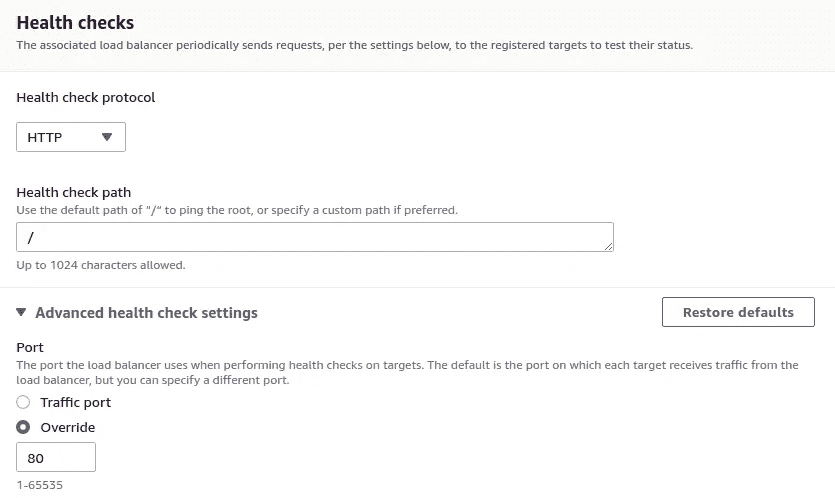 Health checks
The associated load balancer periodically sends requests, per the settings below, to the registered targets to test their status.
Health check protocol
HTTP
Health check path
Use the default path of "/“ to ping the root, or specify a custom path if preferred.
/
Up to 1024 characters allowed.
Advanced health check settings
Restore defaults
Port
The port the load balancer uses when performing health checks on targets. The default is the port on which each target receives traffic from the
load balancer, but you can specify a different port.
Traffic port
Override
80
1-65535